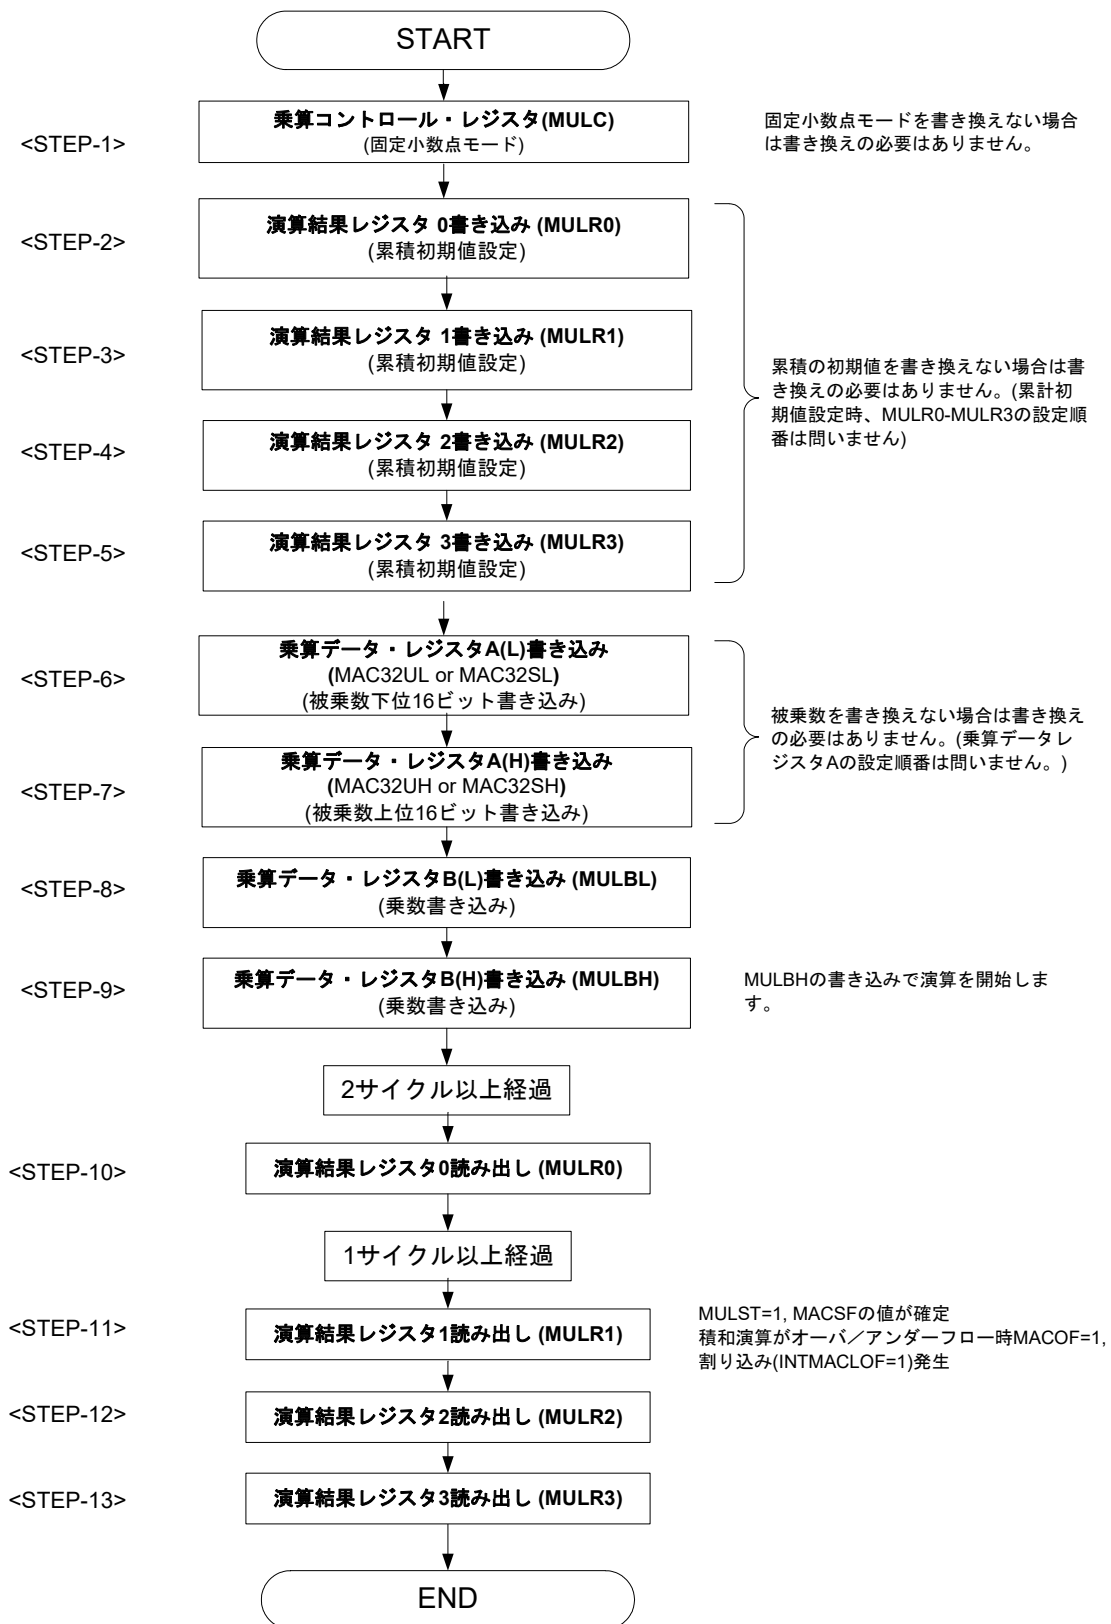 START
<STEP-1>
乗算コントロール・レジスタ(MULC)
(固定小数点モード)
固定小数点モードを書き換えない場合
は書き換えの必要はありません。
<STEP-2>
演算結果レジスタ 0書き込み (MULR0)
(累積初期値設定)
<STEP-3>
演算結果レジスタ 1書き込み (MULR1)
(累積初期値設定)
累積の初期値を書き換えない場合は書
き換えの必要はありません。(累計初
期値設定時、MULR0-MULR3の設定順
番は問いません)
<STEP-4>
演算結果レジスタ 2書き込み (MULR2)
(累積初期値設定)
<STEP-5>
演算結果レジスタ 3書き込み (MULR3)
(累積初期値設定)
<STEP-6>
乗算データ・レジスタA(L)書き込み
(MAC32UL or MAC32SL)
(被乗数下位16ビット書き込み)
被乗数を書き換えない場合は書き換え
の必要はありません。(乗算データレ
ジスタAの設定順番は問いません。)
<STEP-7>
乗算データ・レジスタA(H)書き込み
(MAC32UH or MAC32SH)
(被乗数上位16ビット書き込み)
<STEP-8>
乗算データ・レジスタB(L)書き込み (MULBL)
(乗数書き込み)
<STEP-9>
乗算データ・レジスタB(H)書き込み (MULBH)
(乗数書き込み)
MULBHの書き込みで演算を開始しま
す。
2サイクル以上経過
<STEP-10>
演算結果レジスタ0読み出し (MULR0)
1サイクル以上経過
<STEP-11>
演算結果レジスタ1読み出し (MULR1)
MULST=1, MACSFの値が確定
積和演算がオーバ／アンダーフロー時MACOF=1,
割り込み(INTMACLOF=1)発生
<STEP-12>
演算結果レジスタ2読み出し (MULR2)
<STEP-13>
演算結果レジスタ3読み出し (MULR3)
END